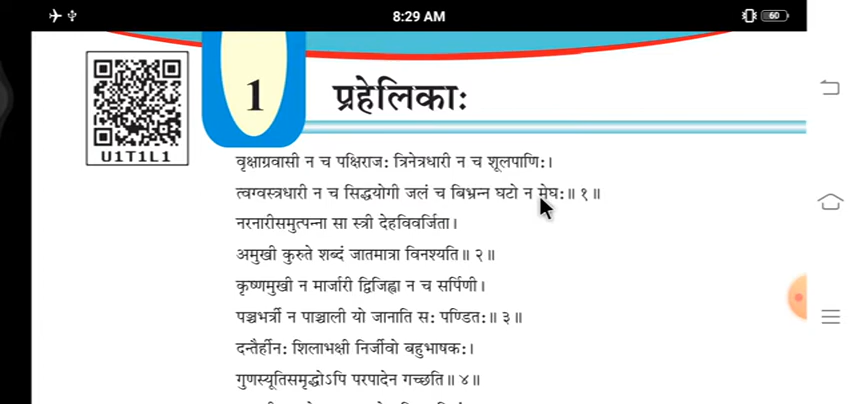 8:29 AM
60
1
प्रहेलिकाः
U1T1L1
वृक्षाग्रवासी न च पक्षिराजः त्रिनेत्रधारी न च शूलपाणिः।
त्वग्वस्त्रधारी न च सिद्धयोगी जलं च बिभ्रन्न घटो न मेघः॥ १॥
नरनारीसमुत्पन्ना सा स्त्री देहविवर्जिता।
अमुखी कुरुते शब्दं जातमात्रा विनश्यति॥ २॥
कृष्णमुखी न मार्जारी द्विजिह्वा न च सर्पिणी।
पञ्चभर्त्री न पाञ्चाली यो जानाति सः पण्डितः॥ ३॥
दन्तैर्हीनः शिलाभक्षी निर्जीवो बहुभाषकः।
गुणस्यूतिसमृद्धोऽपि परपादेन गच्छति॥ ४॥